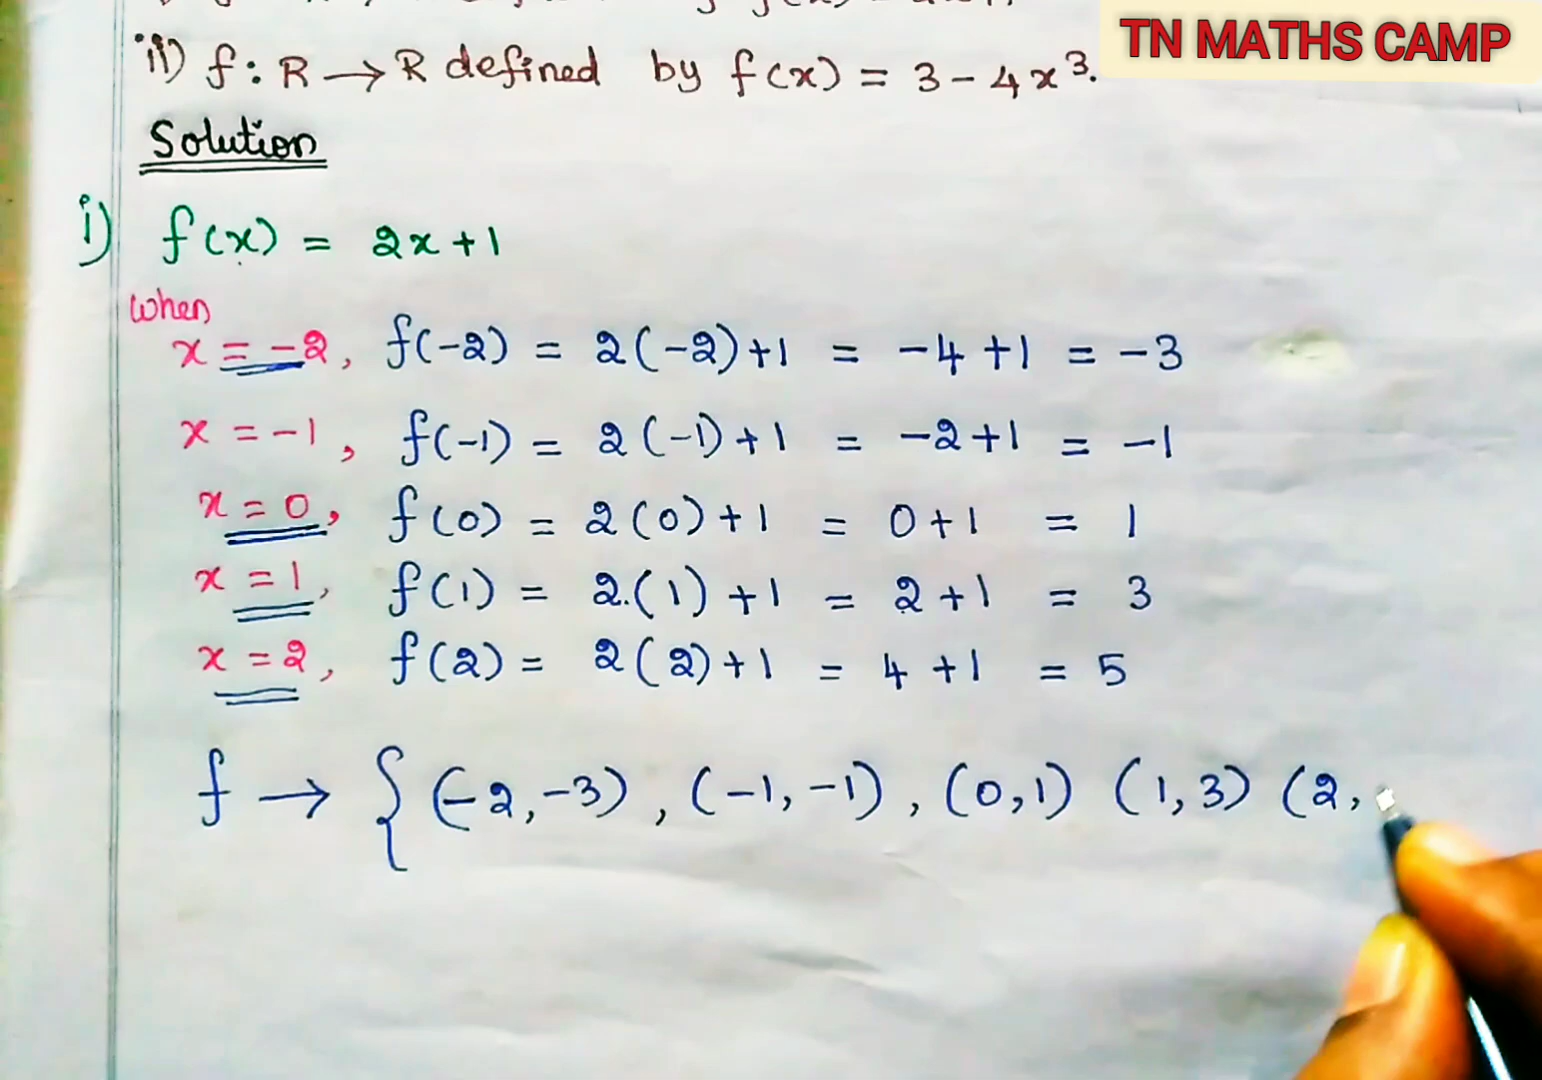 TN MATHS CAMP
ii) f : R → R defined by f(x) = 3 - 4x³.
Solution
i) f(x) = 2x + 1
When
x = -2, f(-2) = 2(-2)+1 = -4+1 = -3
x = -1, f(-1) = 2(-1)+1 = -2+1 = -1
x = 0, f(0) = 2(0)+1 = 0+1 = 1
x = 1, f(1) = 2.(1)+1 = 2+1 = 3
x = 2, f(2) = 2(2)+1 = 4+1 = 5
f → {(-2,-3), (-1,-1), (0,1) (1,3) (2,